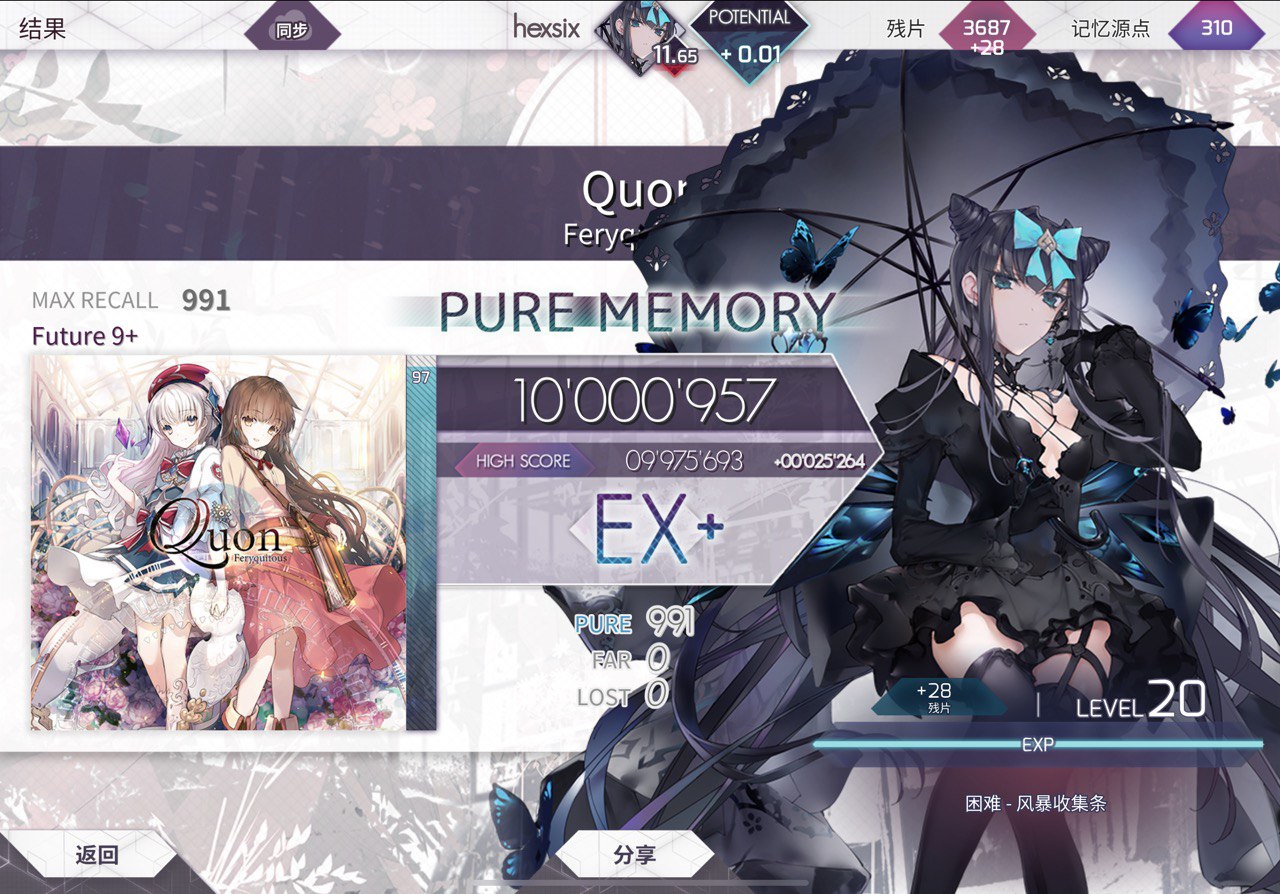 结果
同步
hexsix
11.65
POTENTIAL
+ 0.01
残片
3687
+28
记忆源点
310
Quon
Feryq
MAX RECALL 991
Future 9+
PURE MEMORY
97
10'000'957
HIGH SCORE 09'975'693 +00'025'264
EX+
Quon
Feryquitous
PURE 991
FAR 0
LOST 0
+28
残片
LEVEL 20
EXP
困难 - 风暴收集条
返回
分享